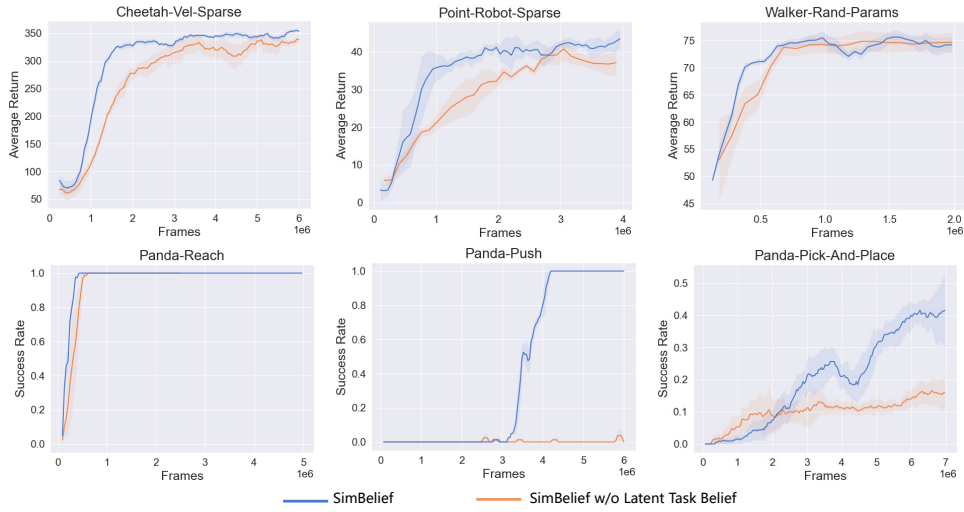 Cheetah-Vel-Sparse
Average Return
350
300
250
200
150
100
50
0 1 2 3 4 5 6
Frames
1e6
Point-Robot-Sparse
Average Return
40
30
20
10
0
0 1 2 3 4
Frames
1e6
Walker-Rand-Params
Average Return
75
70
65
60
55
50
45
0.5 1.0 1.5 2.0
Frames
1e6
Panda-Reach
Success Rate
1.0
0.8
0.6
0.4
0.2
0.0
0 1 2 3 4 5
Frames
1e6
Panda-Push
Success Rate
1.0
0.8
0.6
0.4
0.2
0.0
0 1 2 3 4 5 6
Frames
1e6
Panda-Pick-And-Place
Success Rate
0.5
0.4
0.3
0.2
0.1
0.0
0 1 2 3 4 5 6 7
Frames
1e6
SimBelief
SimBelief w/o Latent Task Belief